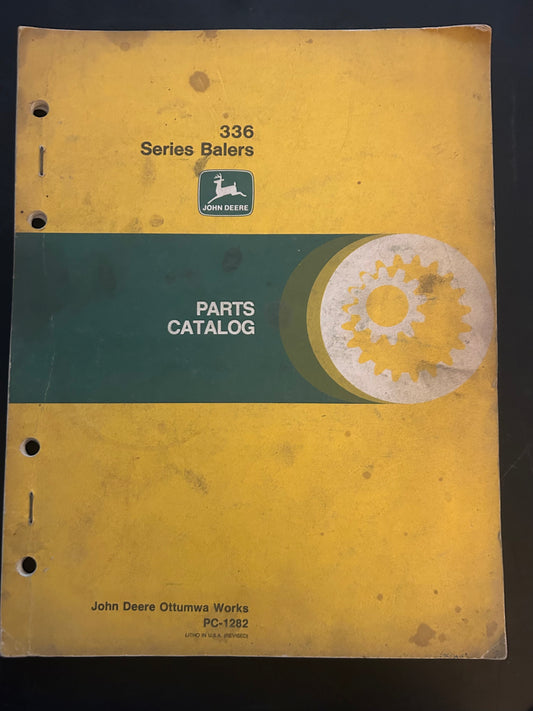 336
Series Balers
JOHN DEERE
PARTS
CATALOG
John Deere Ottumwa Works
PC-1282
LITHO IN U.S.A. (REVISED)